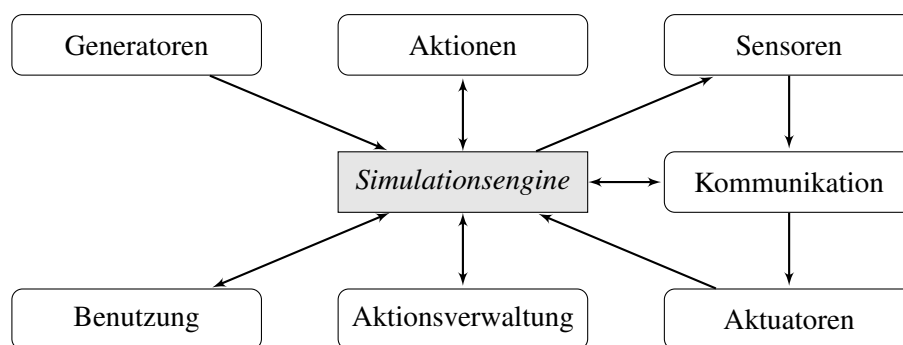 Generatoren
Aktionen
Sensoren
Simulationsengine
Kommunikation
Benutzung
Aktionsverwaltung
Aktuatoren